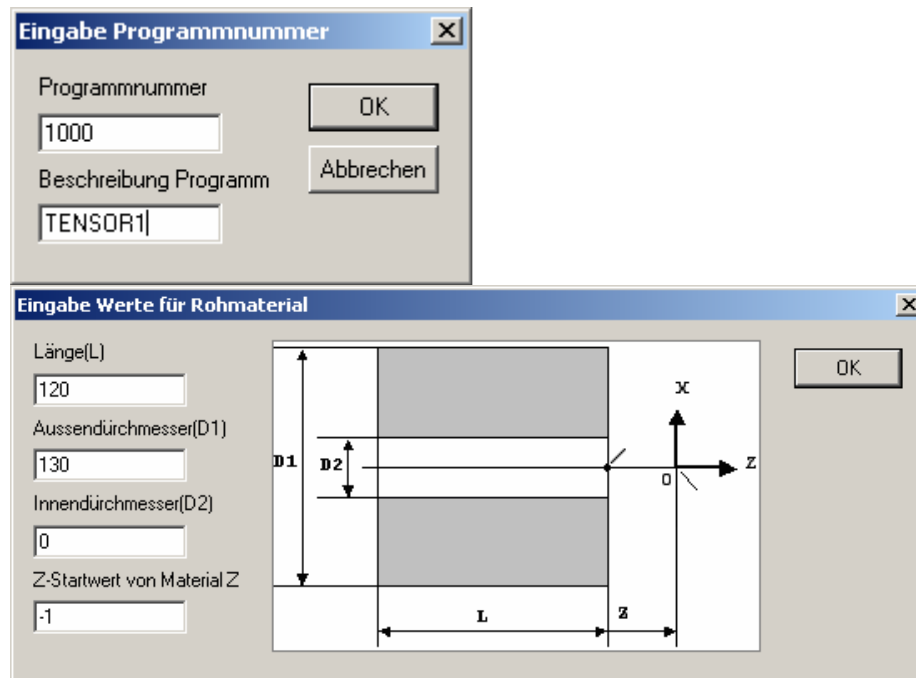 Eingabe Programmnummer
Programmnummer
1000
OK
Beschreibung Programm
Abbrechen
TENSOR1
Eingabe Werte für Rohmaterial
Länge(L)
120
Aussendürchmesser(D1)
130
Innendürchmesser(D2)
0
Z-Startwert von Material Z
-1
D1
D2
L
Z
X
Z
0
OK